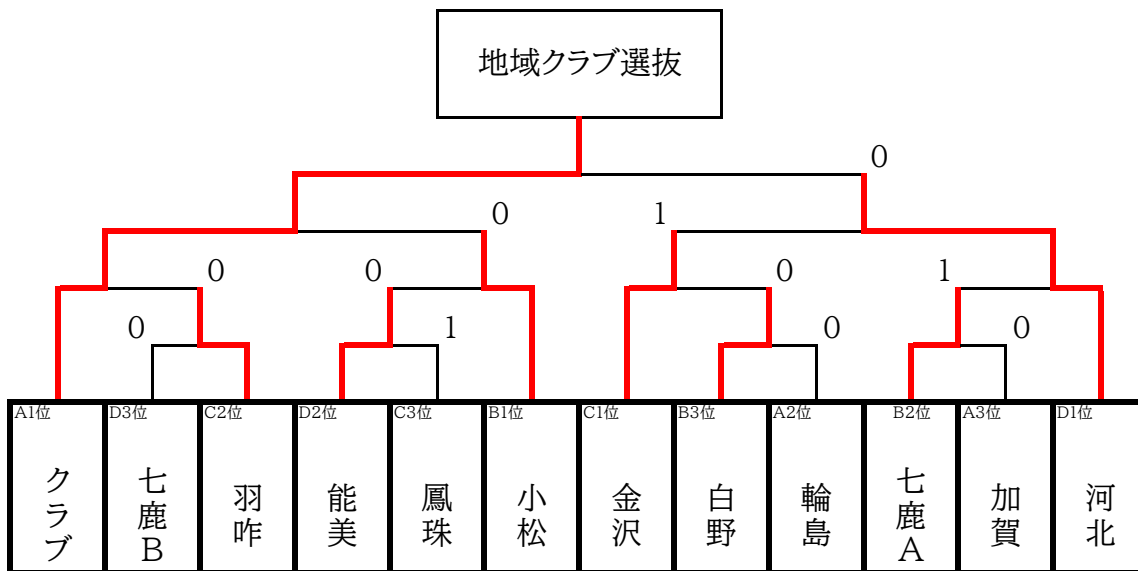 地域クラブ選抜
0
0
1
0
0
0
1
0
1
0
0
A1位
D3位
C2位
D2位
C3位
B1位
C1位
B3位
A2位
B2位
A3位
D1位
クラブ
七鹿B
羽咋
能美
鳳珠
小松
金沢
白野
輪島
七鹿A
加賀
河北